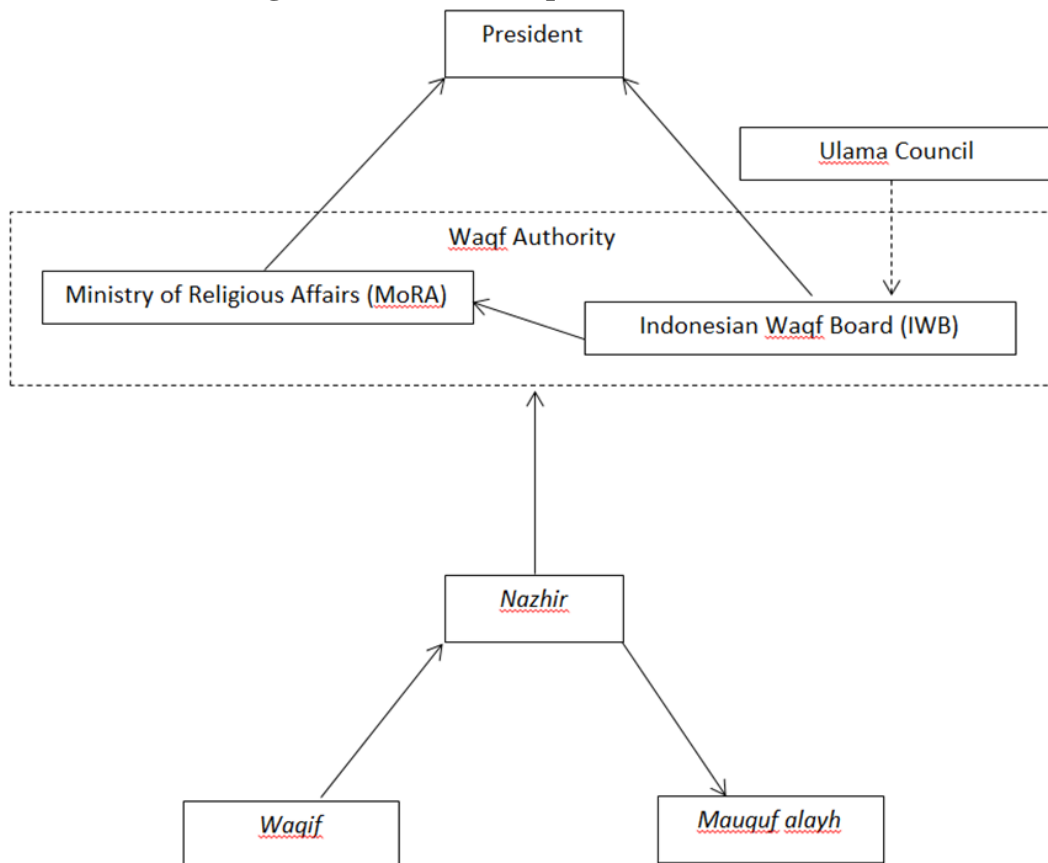 President
Ulama Council
Waqf Authority
Ministry of Religious Affairs (MoRA)
Indonesian Waqf Board (IWB)
Nazhir
Waqif
Mauquf alayh